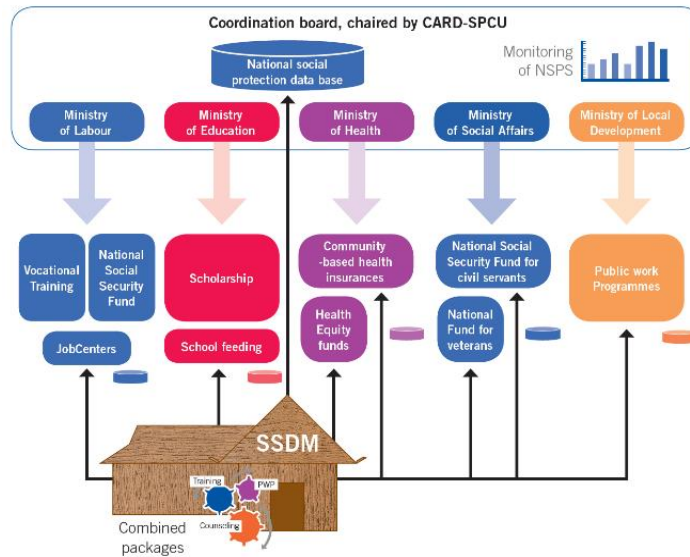 Coordination board, chaired by CARD-SPCU
National social
protection data base
Monitoring
of NSPS
Ministry
of Labour
Ministry
of Education
Ministry
of Health
Ministry
of Social Affairs
Ministry of Local
Development
Vocational
Training
National
Social
Security
Fund
Scholarship
Community
-based health
insurances
National Social
Security Fund for
civil servants
Public work
Programmes
JobCenters
School feeding
Health
Equity
funds
National
Fund for
veterans
SSDM
Training
PWP
Counseling
Combined
packages